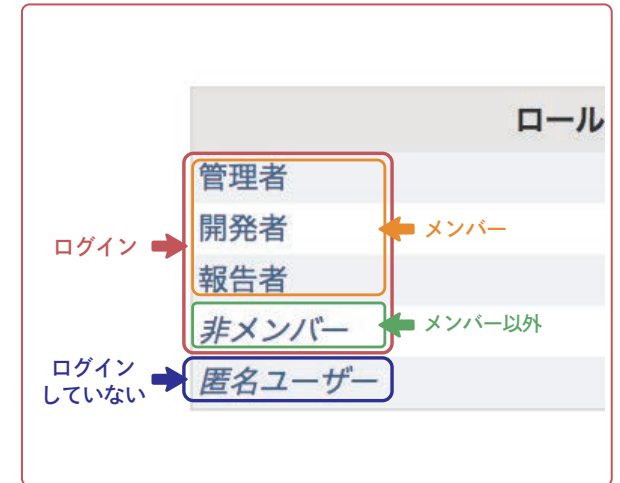 ロール
管理者
開発者
報告者
非メンバー
匿名ユーザー
ログイン
メンバー
メンバー以外
ログイン
していない